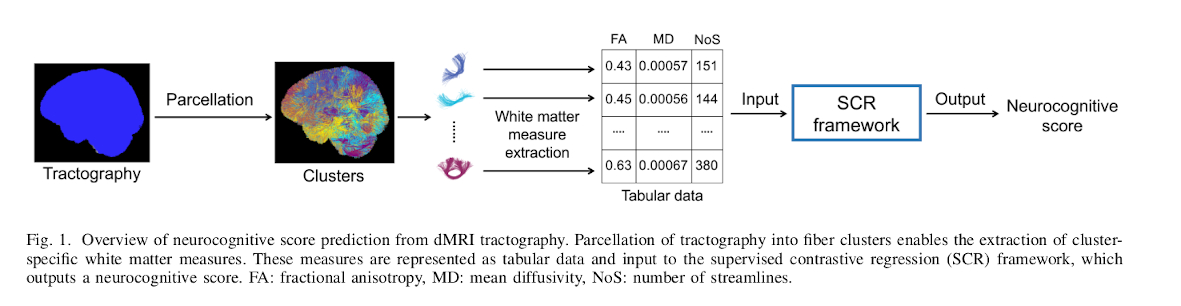 FA MD NoS
0.43 0.00057 151
Parcellation
0.45 0.00056 144
Input
SCR
framework
Output
Neurocognitive
score
White matter
measure
extraction
.... .... ....
0.63 0.00067 380
Tractography
Clusters
Tabular data
Fig. 1. Overview of neurocognitive score prediction from dMRI tractography. Parcellation of tractography into fiber clusters enables the extraction of cluster-
specific white matter measures. These measures are represented as tabular data and input to the supervised contrastive regression (SCR) framework, which
outputs a neurocognitive score. FA: fractional anisotropy, MD: mean diffusivity, NoS: number of streamlines.